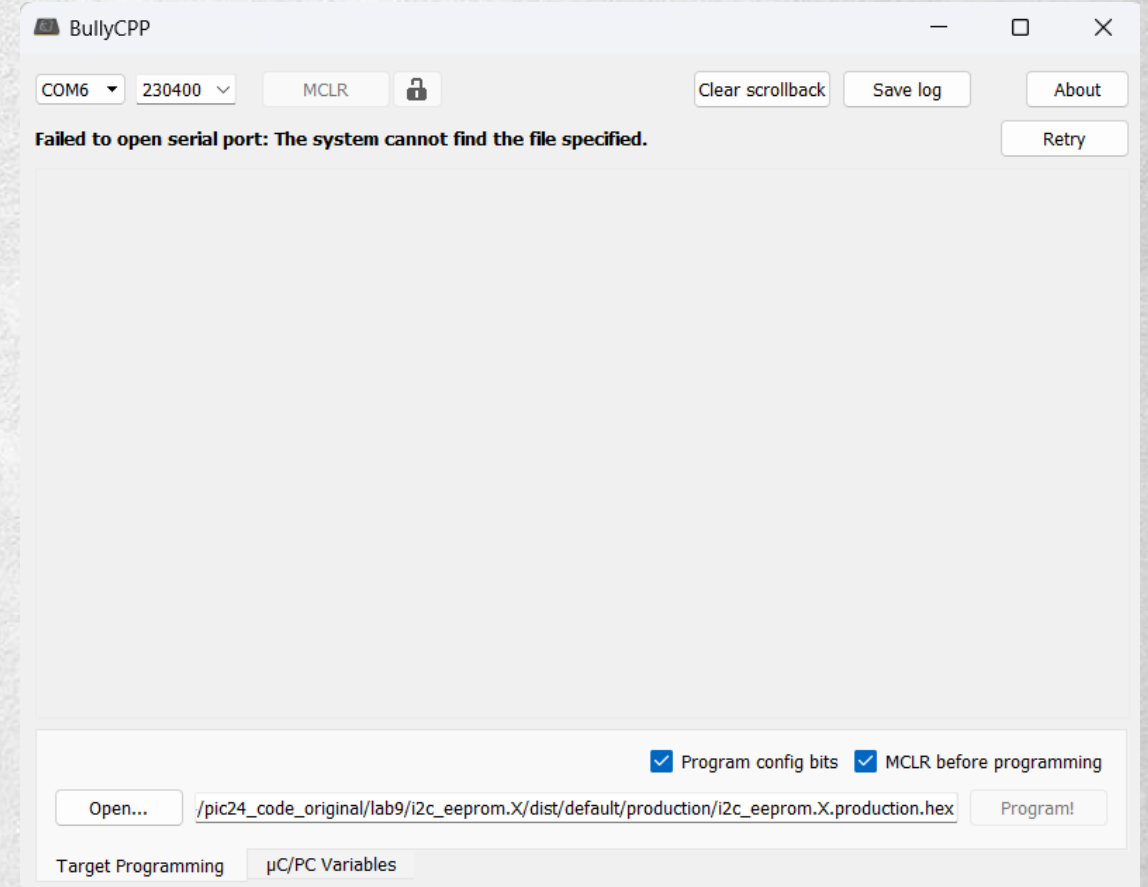 BullyCPP
COM6 230400 MCLR Clear scrollback Save log About
Failed to open serial port: The system cannot find the file specified. Retry
Program config bits MCLR before programming
Open... /pic24_code_original/lab9/i2c_eeprom.X/dist/default/production/i2c_eeprom.X.production.hex Program!
Target Programming µC/PC Variables